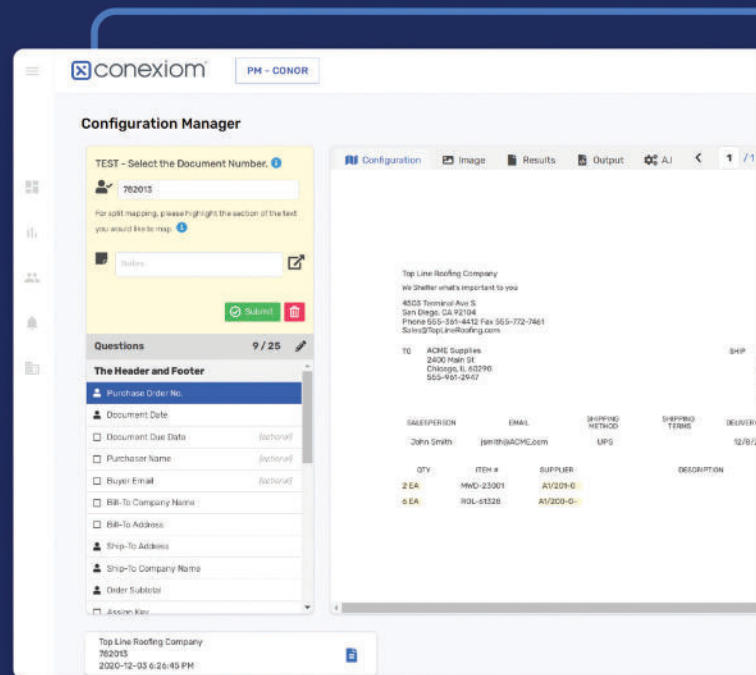 conexiom
PM - CONOR
Configuration Manager
TEST - Select the Document Number.
782013
For split mapping, please highlight the section of the text
you would like to map.
Notes
Submit
Questions 9/25
The Header and Footer
Purchase Order No.
Document Date
Document Due Data (optional)
Purchaser Name (optional)
Buyer Email (optional)
Bill-To Company Name
Bill-To Address
Ship-To Address
Ship-To Company Name
Order Subtotal
Assign Key
Configuration Image Results Output A.I 1 /1
Top Line Roofing Company
We Shelter what's important to you
4503 Terminal Ave S
San Diego, CA 92104
Phone 555-361-4412 Fax 555-772-7461
Sales@TopLineRoofing.com
TO ACME Supplies SHIP
2400 Main St
Chicago, IL 60290
555-961-2947
SALESPERSON EMAIL SHIPPING METHOD SHIPPING TERMS DELIVERY
John Smith jsmith@ACME.com UPS 12/8/2
QTY ITEM # SUPPLIER DESCRIPTION
2 EA MWD-23001 A1/201-0
6 EA ROL-61328 A1/200-0-
Top Line Roofing Company
782013
2020-12-03 6:26:45 PM